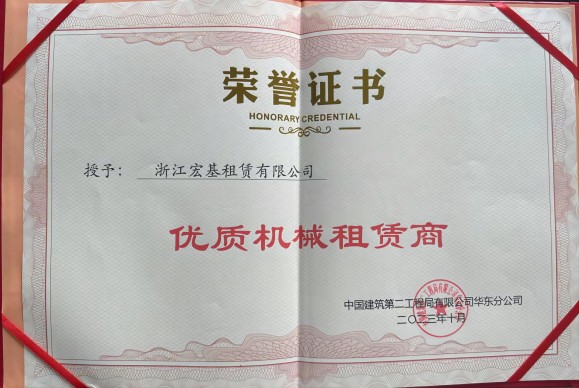 荣誉证书
HONORARY CREDENTIAL
授予： 浙江宏基租赁有限公司
优质机械租赁商
中国建筑第二工程局有限公司华东分公司
二〇二三年十月